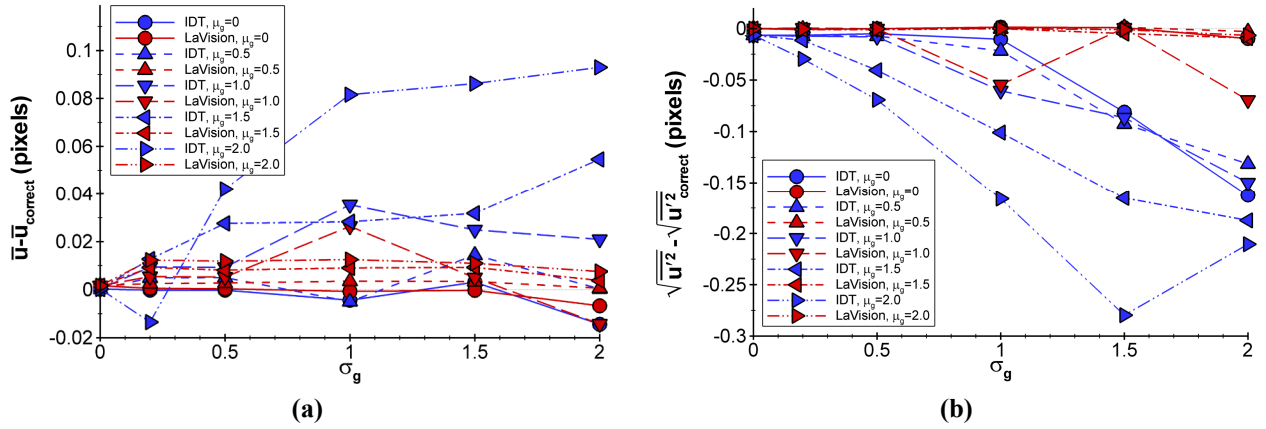 IDT, μg=0
LaVision, μg=0
IDT, μg=0.5
LaVision, μg=0.5
IDT, μg=1.0
LaVision, μg=1.0
IDT, μg=1.5
LaVision, μg=1.5
IDT, μg=2.0
LaVision, μg=2.0
u̅-u̅correct (pixels)
0.1
0.08
0.06
0.04
0.02
0
-0.02
0 0.5 1 1.5 2
σg
(a)
√u'² - √u'²correct (pixels)
0
-0.05
-0.1
-0.15
-0.2
-0.25
-0.3
IDT, μg=0
LaVision, μg=0
IDT, μg=0.5
LaVision, μg=0.5
IDT, μg=1.0
LaVision, μg=1.0
IDT, μg=1.5
LaVision, μg=1.5
IDT, μg=2.0
LaVision, μg=2.0
0 0.5 1 1.5 2
σg
(b)